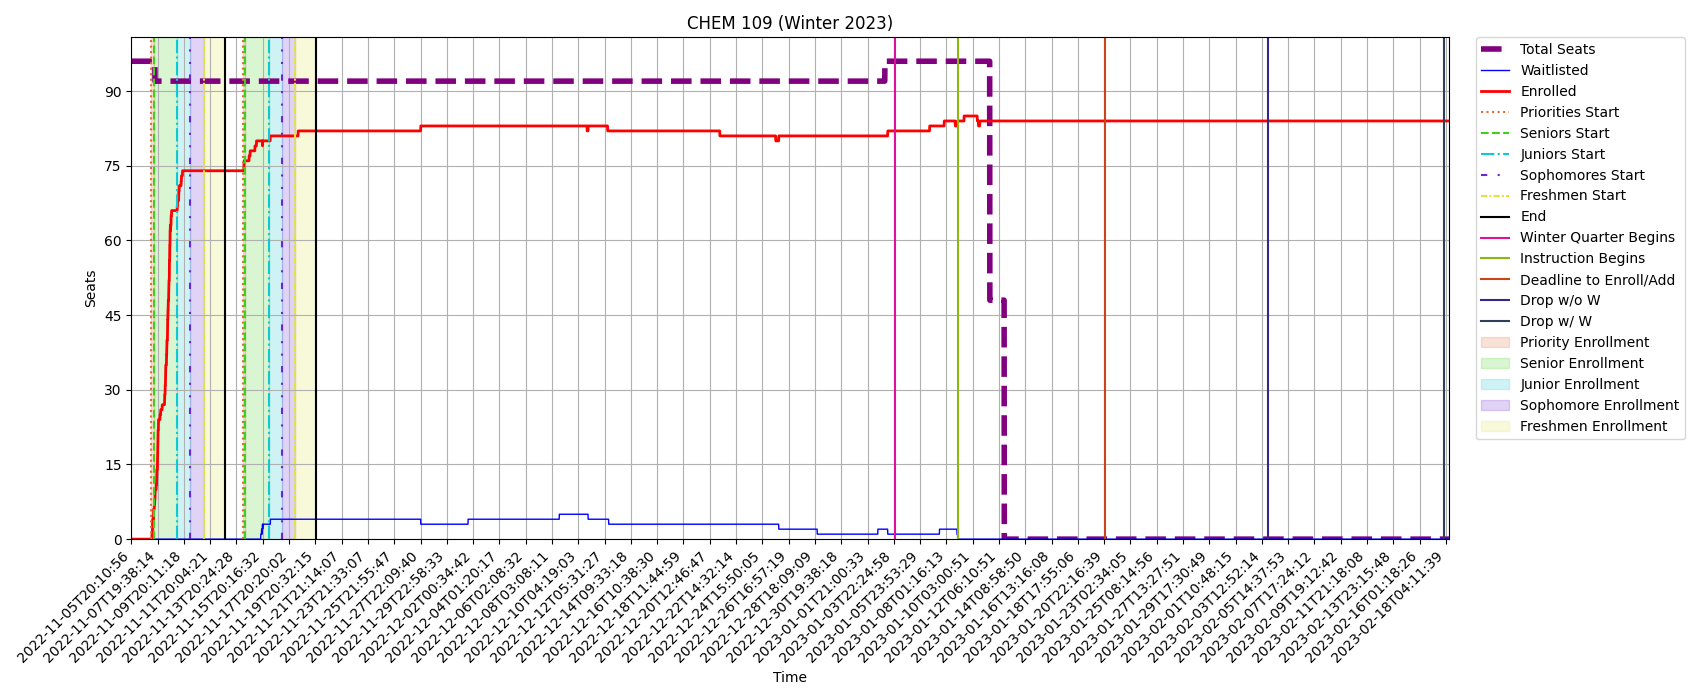 CHEM 109 (Winter 2023)
Seats
90
75
60
45
30
15
0
2022-11-05T20:10:56
2022-11-07T19:38:14
2022-11-09T20:11:18
2022-11-11T20:04:21
2022-11-13T20:24:28
2022-11-15T20:16:32
2022-11-17T20:20:02
2022-11-19T20:32:15
2022-11-21T21:14:07
2022-11-23T21:33:07
2022-11-25T21:55:47
2022-11-27T22:09:40
2022-11-29T22:58:33
2022-12-02T00:34:42
2022-12-04T01:20:17
2022-12-06T02:08:32
2022-12-08T03:08:11
2022-12-10T04:19:03
2022-12-12T05:31:27
2022-12-14T09:33:18
2022-12-16T10:38:30
2022-12-18T11:44:59
2022-12-20T12:46:47
2022-12-22T14:32:14
2022-12-24T15:50:05
2022-12-26T16:57:19
2022-12-28T18:09:09
2022-12-30T19:38:18
2023-01-01T21:00:33
2023-01-03T22:24:58
2023-01-05T23:53:29
2023-01-08T01:16:13
2023-01-10T03:00:51
2023-01-12T06:10:51
2023-01-14T08:58:50
2023-01-16T13:16:08
2023-01-18T17:55:06
2023-01-20T22:16:39
2023-01-23T02:34:05
2023-01-25T08:14:56
2023-01-27T13:27:51
2023-01-29T17:30:49
2023-02-01T10:48:15
2023-02-03T12:52:14
2023-02-05T14:37:53
2023-02-07T17:24:12
2023-02-09T19:12:42
2023-02-11T21:18:08
2023-02-13T23:15:48
2023-02-16T01:18:26
2023-02-18T04:11:39
Time
Total Seats
Waitlisted
Enrolled
Priorities Start
Seniors Start
Juniors Start
Sophomores Start
Freshmen Start
End
Winter Quarter Begins
Instruction Begins
Deadline to Enroll/Add
Drop w/o W
Drop w/ W
Priority Enrollment
Senior Enrollment
Junior Enrollment
Sophomore Enrollment
Freshmen Enrollment